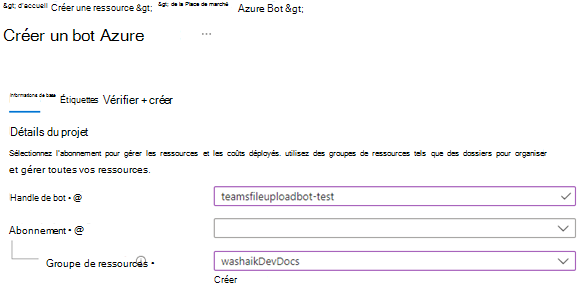 &gt; d'accueil Créer une ressource &gt; &gt; de la Place de marché Azure Bot &gt;
Créer un bot Azure ...
Informations de base Étiquettes Vérifier + créer
Détails du projet
Sélectionnez l'abonnement pour gérer les ressources et les coûts déployés. utilisez des groupes de ressources tels que des dossiers pour organiser
et gérer toutes vos ressources.
Handle de bot • @ teamsfileuploadbot-test
Abonnement • @
Groupe de ressources • washaikDevDocs
Créer